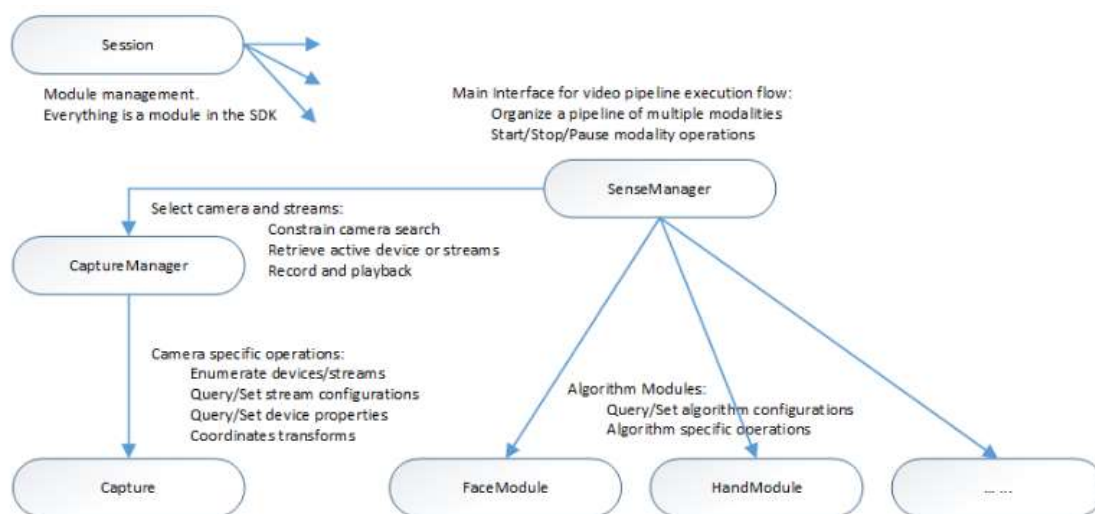 Session
Module management.
Everything is a module in the SDK
Main Interface for video pipeline execution flow:
Organize a pipeline of multiple modalities
Start/Stop/Pause modality operations
SenseManager
Select camera and streams:
Constrain camera search
Retrieve active device or streams
Record and playback
CaptureManager
Camera specific operations:
Enumerate devices/streams
Query/Set stream configurations
Query/Set device properties
Coordinates transforms
Algorithm Modules:
Query/Set algorithm configurations
Algorithm specific operations
Capture
FaceModule
HandModule
... ...